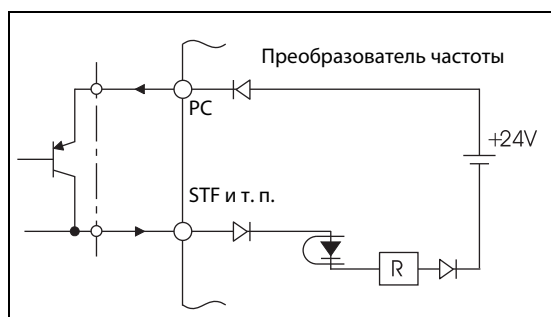 Преобразователь частоты
PC
+24V
STF и т. п.
R